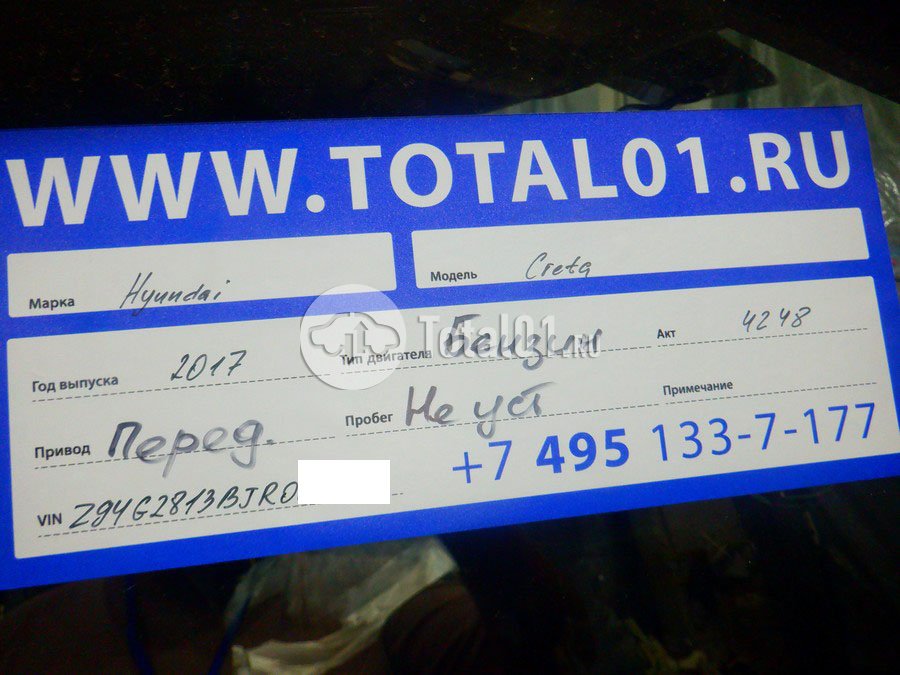 WWW.TOTAL01.RU
Марка Hyundai Модель Creta
Год выпуска 2017 Тип двигателя Бензин Акт 4248
Привод Перед. Пробег Не уст Примечание
VIN Z94G2813BJR0 +7 495 133-7-177
Total01.RU